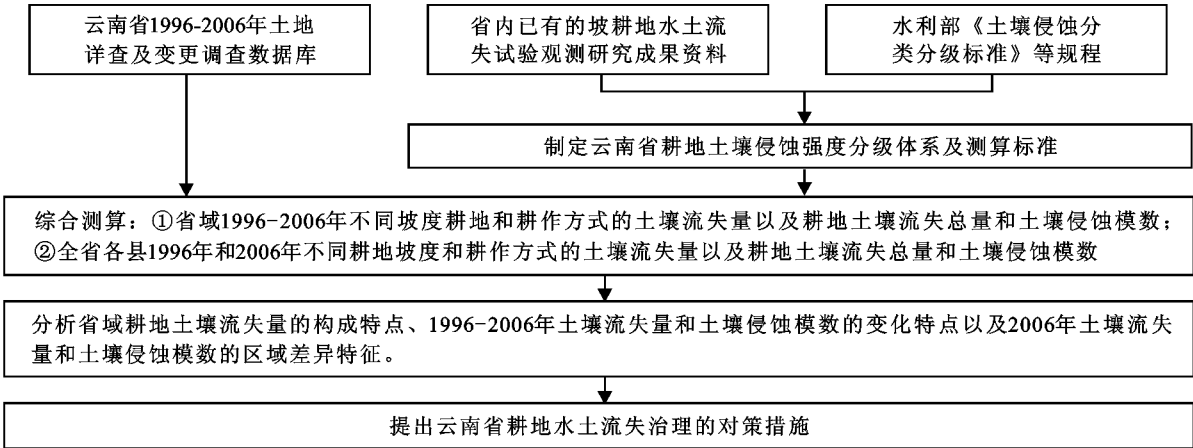 云南省1996-2006年土地
详查及变更调查数据库
省内已有的坡耕地水土流
失试验观测研究成果资料
水利部《土壤侵蚀分
类分级标准》等规程
制定云南省耕地土壤侵蚀强度分级体系及测算标准
综合测算：①省域1996-2006年不同坡度耕地和耕作方式的土壤流失量以及耕地土壤流失总量和土壤侵蚀模数；
②全省各县1996年和2006年不同耕地坡度和耕作方式的土壤流失量以及耕地土壤流失总量和土壤侵蚀模数
分析省域耕地土壤流失量的构成特点、1996-2006年土壤流失量和土壤侵蚀模数的变化特点以及2006年土壤流失
量和土壤侵蚀模数的区域差异特征。
提出云南省耕地水土流失治理的对策措施